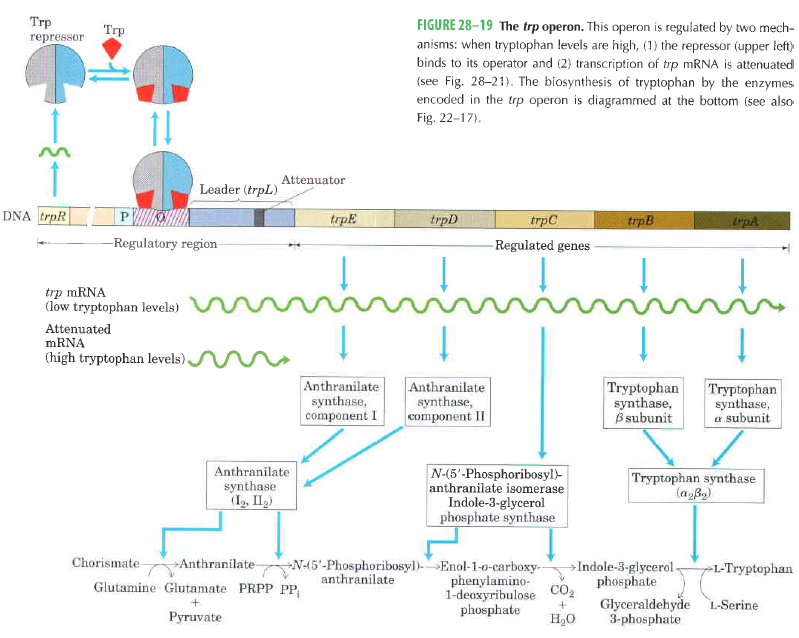 FIGURE 28–19 The trp operon. This operon is regulated by two mech-
anisms: when tryptophan levels are high, (1) the repressor (upper left)
binds to its operator and (2) transcription of trp mRNA is attenuated
(see Fig. 28–21). The biosynthesis of tryptophan by the enzymes
encoded in the trp operon is diagrammed at the bottom (see also
Fig. 22–17).
Trp
repressor
Trp
Leader (trpL)
Attenuator
DNA
trpR
P
O
trpE
trpD
trpC
trpB
trpA
Regulatory region
Regulated genes
trp mRNA
(low tryptophan levels)
Attenuated
mRNA
(high tryptophan levels)
Anthranilate
synthase,
component I
Anthranilate
synthase,
component II
Tryptophan
synthase,
β subunit
Tryptophan
synthase,
α subunit
Anthranilate
synthase
(I₂, II₂)
N-(5′-Phosphoribosyl)-
anthranilate isomerase
Indole-3-glycerol
phosphate synthase
Tryptophan synthase
(α₂β₂)
Chorismate
Anthranilate
N-(5′-Phosphoribosyl)-
anthranilate
Enol-1-o-carboxy-
phenylamino-
1-deoxyribulose
phosphate
Indole-3-glycerol
phosphate
L-Tryptophan
Glutamine
Glutamate
+
Pyruvate
PRPP
PPᵢ
CO₂
+
H₂O
Glyceraldehyde
3-phosphate
L-Serine